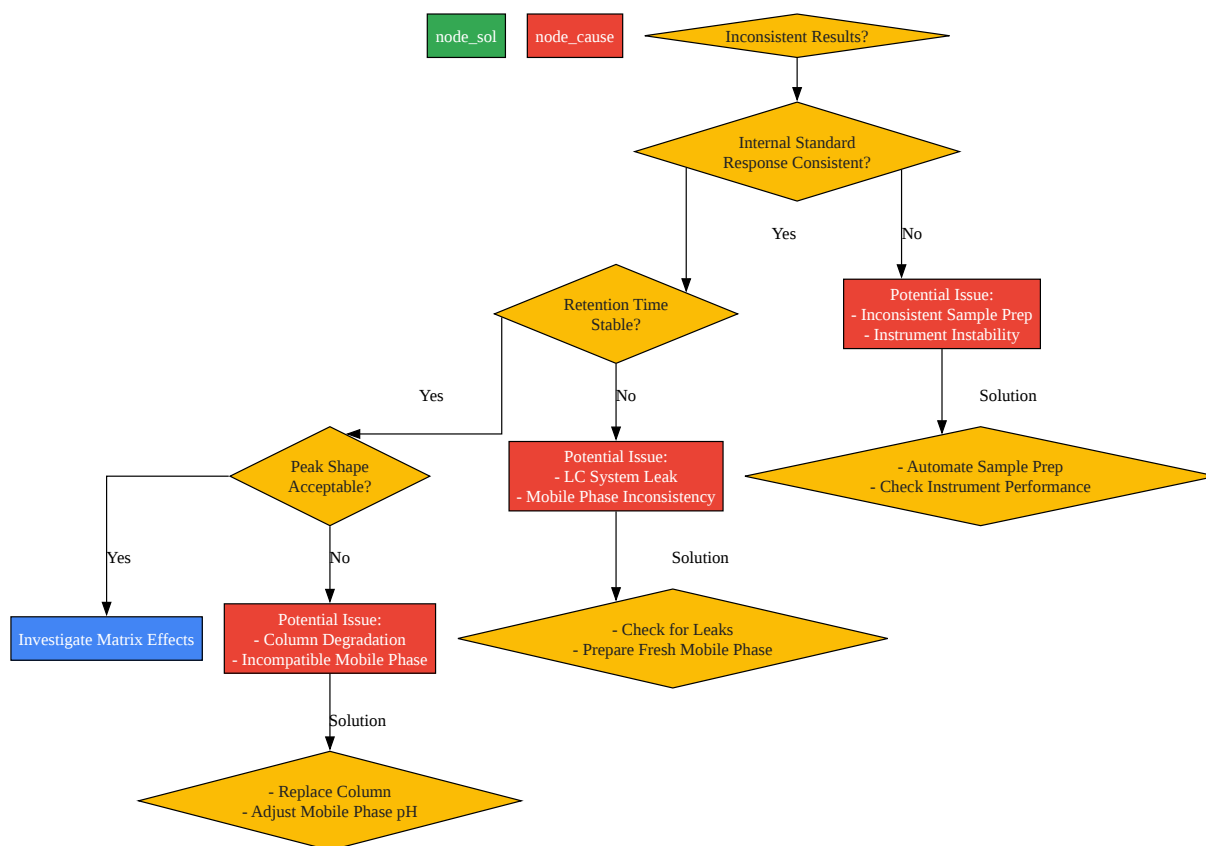 node_sol
node_cause
Inconsistent Results?
Internal Standard
Response Consistent?
Yes
No
Retention Time
Stable?
Potential Issue:
- Inconsistent Sample Prep
- Instrument Instability
Yes
No
Solution
Peak Shape
Acceptable?
Potential Issue:
- LC System Leak
- Mobile Phase Inconsistency
- Automate Sample Prep
- Check Instrument Performance
Yes
No
Solution
Investigate Matrix Effects
Potential Issue:
- Column Degradation
- Incompatible Mobile Phase
- Check for Leaks
- Prepare Fresh Mobile Phase
Solution
- Replace Column
- Adjust Mobile Phase pH